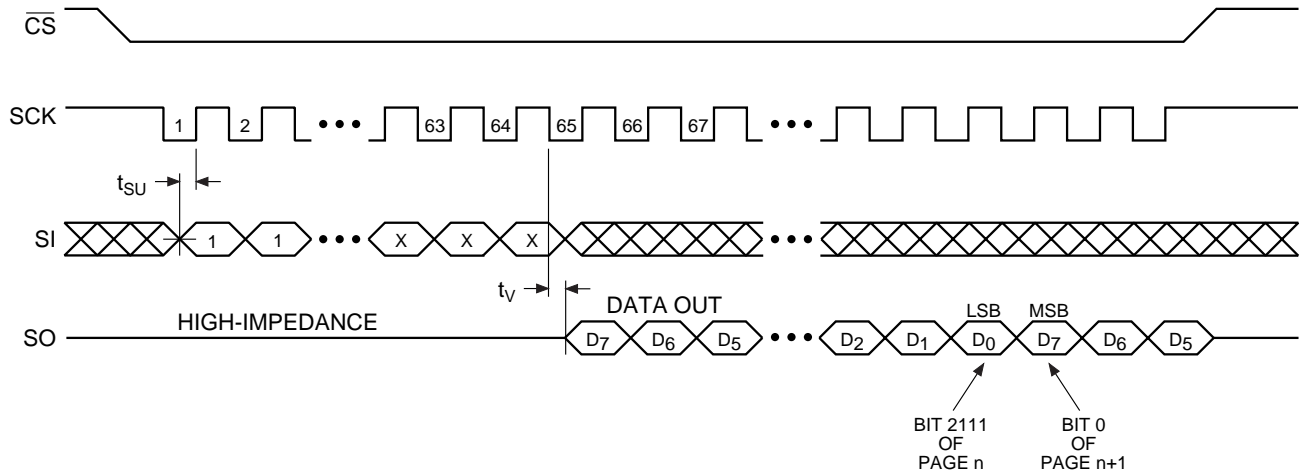 CS
SCK
1 2 63 64 65 66 67
tSU
SI
1 1 X X X
tV
DATA OUT
HIGH-IMPEDANCE
LSB MSB
SO
D7 D6 D5 D2 D1 D0 D7 D6 D5
BIT 2111
OF
PAGE n
BIT 0
OF
PAGE n+1